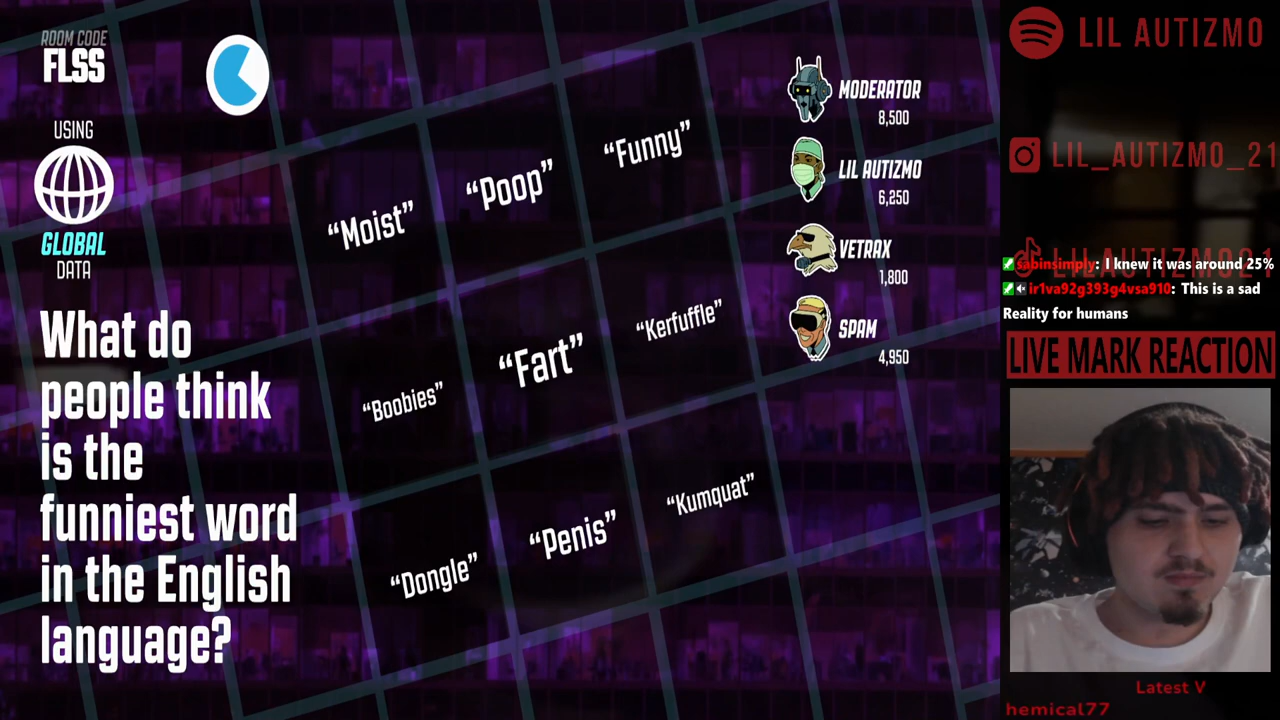 ROOM CODE
FLSS
USING
GLOBAL
DATA
What do
people think
is the
funniest word
in the English
language?
“Moist”
“Poop”
“Funny”
“Boobies”
“Fart”
“Kerfuffle”
“Dongle”
“Penis”
“Kumquat”
MODERATOR
8,500
LIL AUTIZMO
6,250
VETRAX
1,800
SPAM
4,950
LIL AUTIZMO
LIL_AUTIZMO_21
LIL_AUTIZMO21
sabinsimply: I knew it was around 25%
ir1va92g393g4vsa910: This is a sad
Reality for humans
LIVE MARK REACTION
Latest V
hemical77